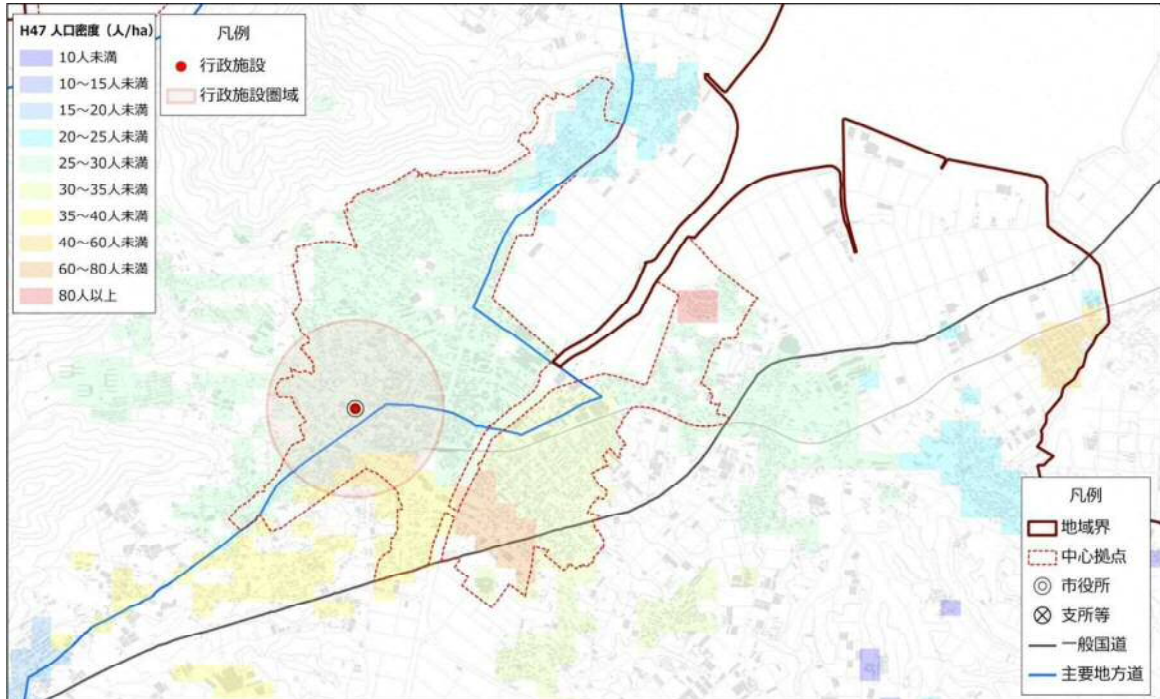 H47 人口密度（人/ha）
10人未満
10～15人未満
15～20人未満
20～25人未満
25～30人未満
30～35人未満
35～40人未満
40～60人未満
60～80人未満
80人以上
凡例
行政施設
行政施設圏域
凡例
地域界
中心拠点
市役所
支所等
一般国道
主要地方道